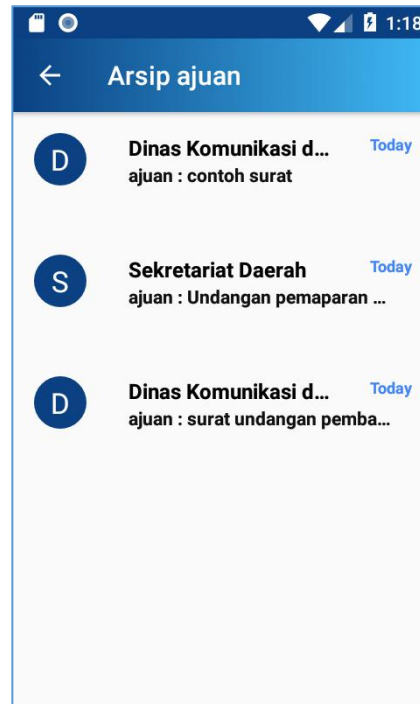 1:18
Arsip ajuan
D
Dinas Komunikasi d...
Today
ajuan : contoh surat
S
Sekretariat Daerah
Today
ajuan : Undangan pemaparan ...
D
Dinas Komunikasi d...
Today
ajuan : surat undangan pemba...